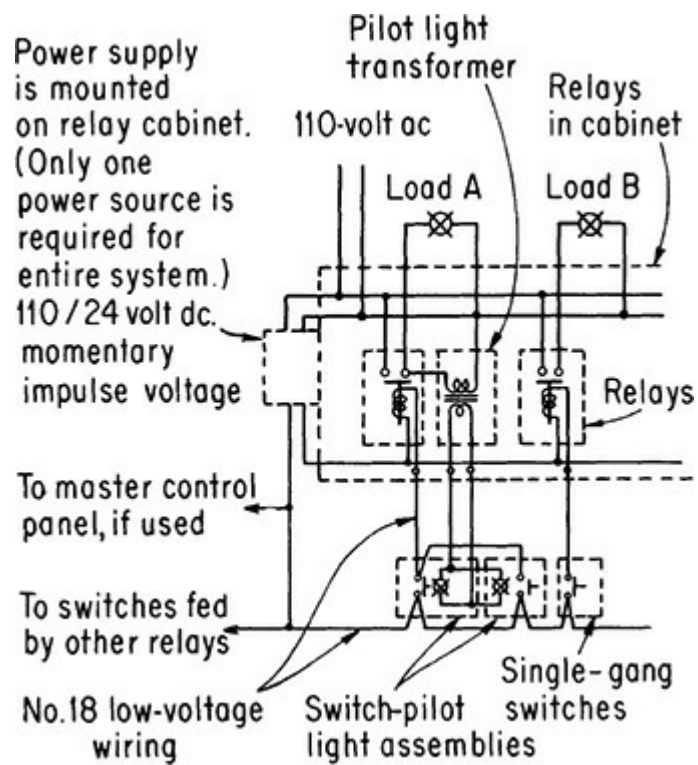 Power supply
is mounted
on relay cabinet.
(Only one
power source is
required for
entire system.)
110/24 volt dc.
momentary
impulse voltage
110-volt ac
Pilot light
transformer
Relays
in cabinet
Load A
Load B
Relays
To master control
panel, if used
To switches fed
by other relays
No.18 low-voltage
wiring
Switch-pilot
light assemblies
Single-gang
switches